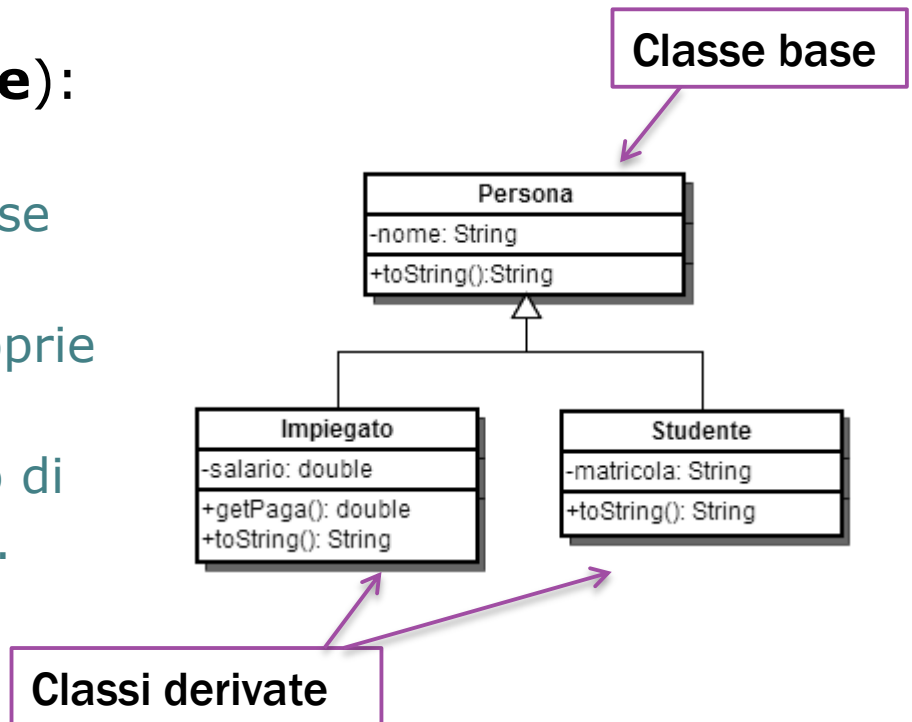 Classe base
e):
se
oprie
o di
.
Persona
-nome: String
+toString():String
Impiegato
-salario: double
+getPaga(): double
+toString(): String
Studente
-matricola: String
+toString(): String
Classi derivate